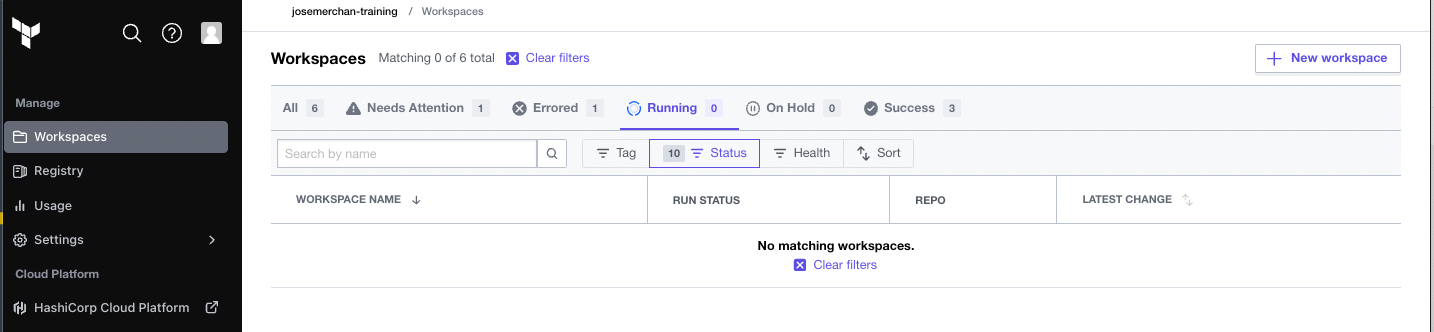 josemerchan-training / Workspaces
Workspaces Matching 0 of 6 total Clear filters New workspace
Manage
Workspaces
Registry
Usage
Settings
Cloud Platform
HashiCorp Cloud Platform
All 6 Needs Attention 1 Errored 1 Running 0 On Hold 0 Success 3
Search by name Tag 10 Status Health Sort
WORKSPACE NAME RUN STATUS REPO LATEST CHANGE
No matching workspaces.
Clear filters